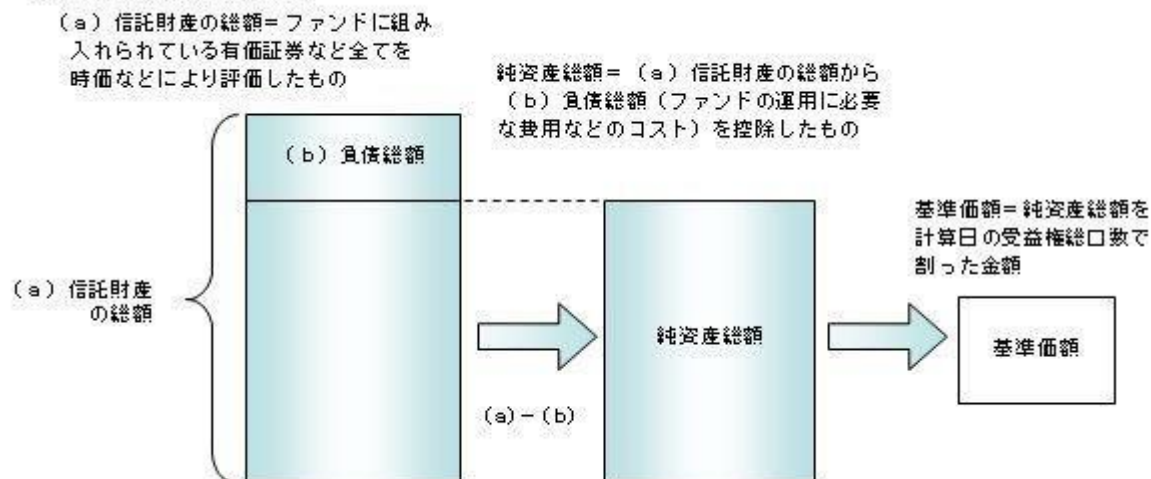 (a)信託財産の総額=ファンドに組み
入れられている有価証券など全てを
時価などにより評価したもの
純資産総額=(a)信託財産の総額から
(b)負債総額(ファンドの運用に必要
な費用などのコスト)を控除したもの
(b)負債総額
基準価額=純資産総額を
計算日の受益権総口数で
割った金額
(a)信託財産
の総額
純資産総額
基準価額
(a)-(b)